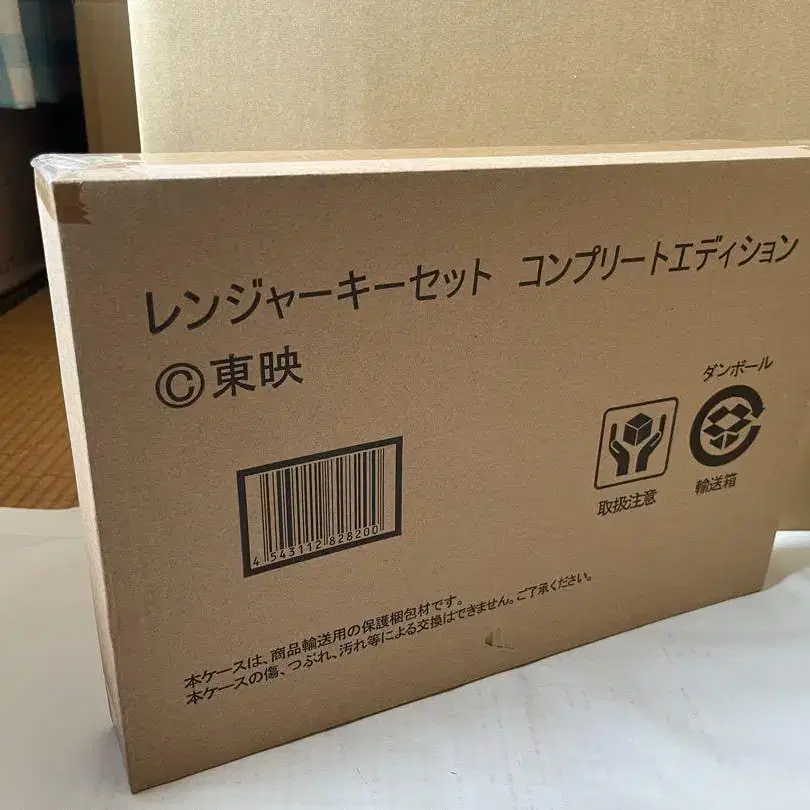 レンジャーキーセット コンプリートエディション
©東映
ダンボール
取扱注意
輸送箱
4 543112 828200
本ケースは、商品輸送用の保護梱包材です。
本ケースの傷、つぶれ、汚れ等による交換はできません。ご了承ください。